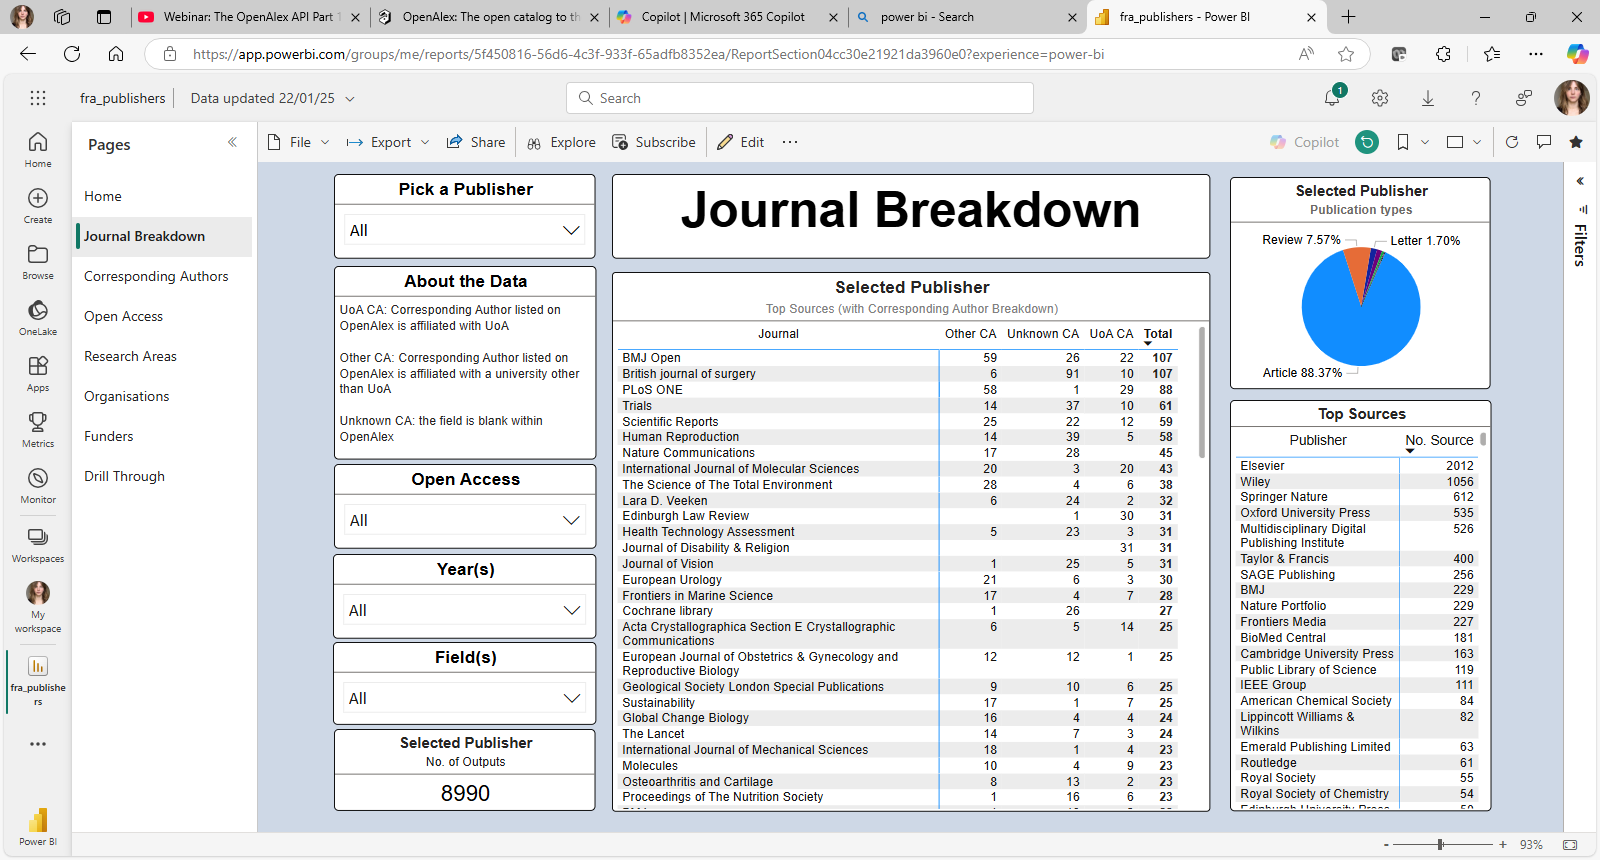 Webinar: The OpenAlex API Part 1
OpenAlex: The open catalog to th
Copilot | Microsoft 365 Copilot
power bi - Search
fra_publishers - Power BI
https://app.powerbi.com/groups/me/reports/5f450816-56d6-4c3f-933f-65adfb8352ea/ReportSection04cc30e21921da3960e0?experience=power-bi
fra_publishers
Data updated 22/01/25
Search
1
Home
Create
Browse
OneLake
Apps
Metrics
Monitor
Workspaces
My
workspace
fra_publishe
rs
Power BI
Pages
Home
Journal Breakdown
Corresponding Authors
Open Access
Research Areas
Organisations
Funders
Drill Through
File
Export
Share
Explore
Subscribe
Edit
Copilot
Pick a Publisher
All
About the Data
UoA CA: Corresponding Author listed on
OpenAlex is affiliated with UoA
Other CA: Corresponding Author listed on
OpenAlex is affiliated with a university other
than UoA
Unknown CA: the field is blank within
OpenAlex
Open Access
All
Year(s)
All
Field(s)
All
Selected Publisher
No. of Outputs
8990
Journal Breakdown
Selected Publisher
Top Sources (with Corresponding Author Breakdown)
Journal Other CA Unknown CA UoA CA Total
BMJ Open 59 26 22 107
British journal of surgery 6 91 10 107
PLoS ONE 58 1 29 88
Trials 14 37 10 61
Scientific Reports 25 22 12 59
Human Reproduction 14 39 5 58
Nature Communications 17 28 45
International Journal of Molecular Sciences 20 3 20 43
The Science of The Total Environment 28 4 6 38
Lara D. Veeken 6 24 2 32
Edinburgh Law Review 1 30 31
Health Technology Assessment 5 23 3 31
Journal of Disability & Religion 31 31
Journal of Vision 1 25 5 31
European Urology 21 6 3 30
Frontiers in Marine Science 17 4 7 28
Cochrane library 1 26 27
Acta Crystallographica Section E Crystallographic 6 5 14 25
Communications
European Journal of Obstetrics & Gynecology and 12 12 1 25
Reproductive Biology
Geological Society London Special Publications 9 10 6 25
Sustainability 17 1 7 25
Global Change Biology 16 4 4 24
The Lancet 14 7 3 24
International Journal of Mechanical Sciences 18 1 4 23
Molecules 10 4 9 23
Osteoarthritis and Cartilage 8 13 2 23
Proceedings of The Nutrition Society 1 16 6 23
Selected Publisher
Publication types
Review 7.57%
Letter 1.70%
Article 88.37%
Top Sources
Publisher No. Source
Elsevier 2012
Wiley 1056
Springer Nature 612
Oxford University Press 535
Multidisciplinary Digital 526
Publishing Institute
Taylor & Francis 400
SAGE Publishing 256
BMJ 229
Nature Portfolio 229
Frontiers Media 227
BioMed Central 181
Cambridge University Press 163
Public Library of Science 119
IEEE Group 111
American Chemical Society 84
Lippincott Williams & 82
Wilkins
Emerald Publishing Limited 63
Routledge 61
Royal Society 55
Royal Society of Chemistry 54
Edinburgh University Press 50
Filters
- + 93%